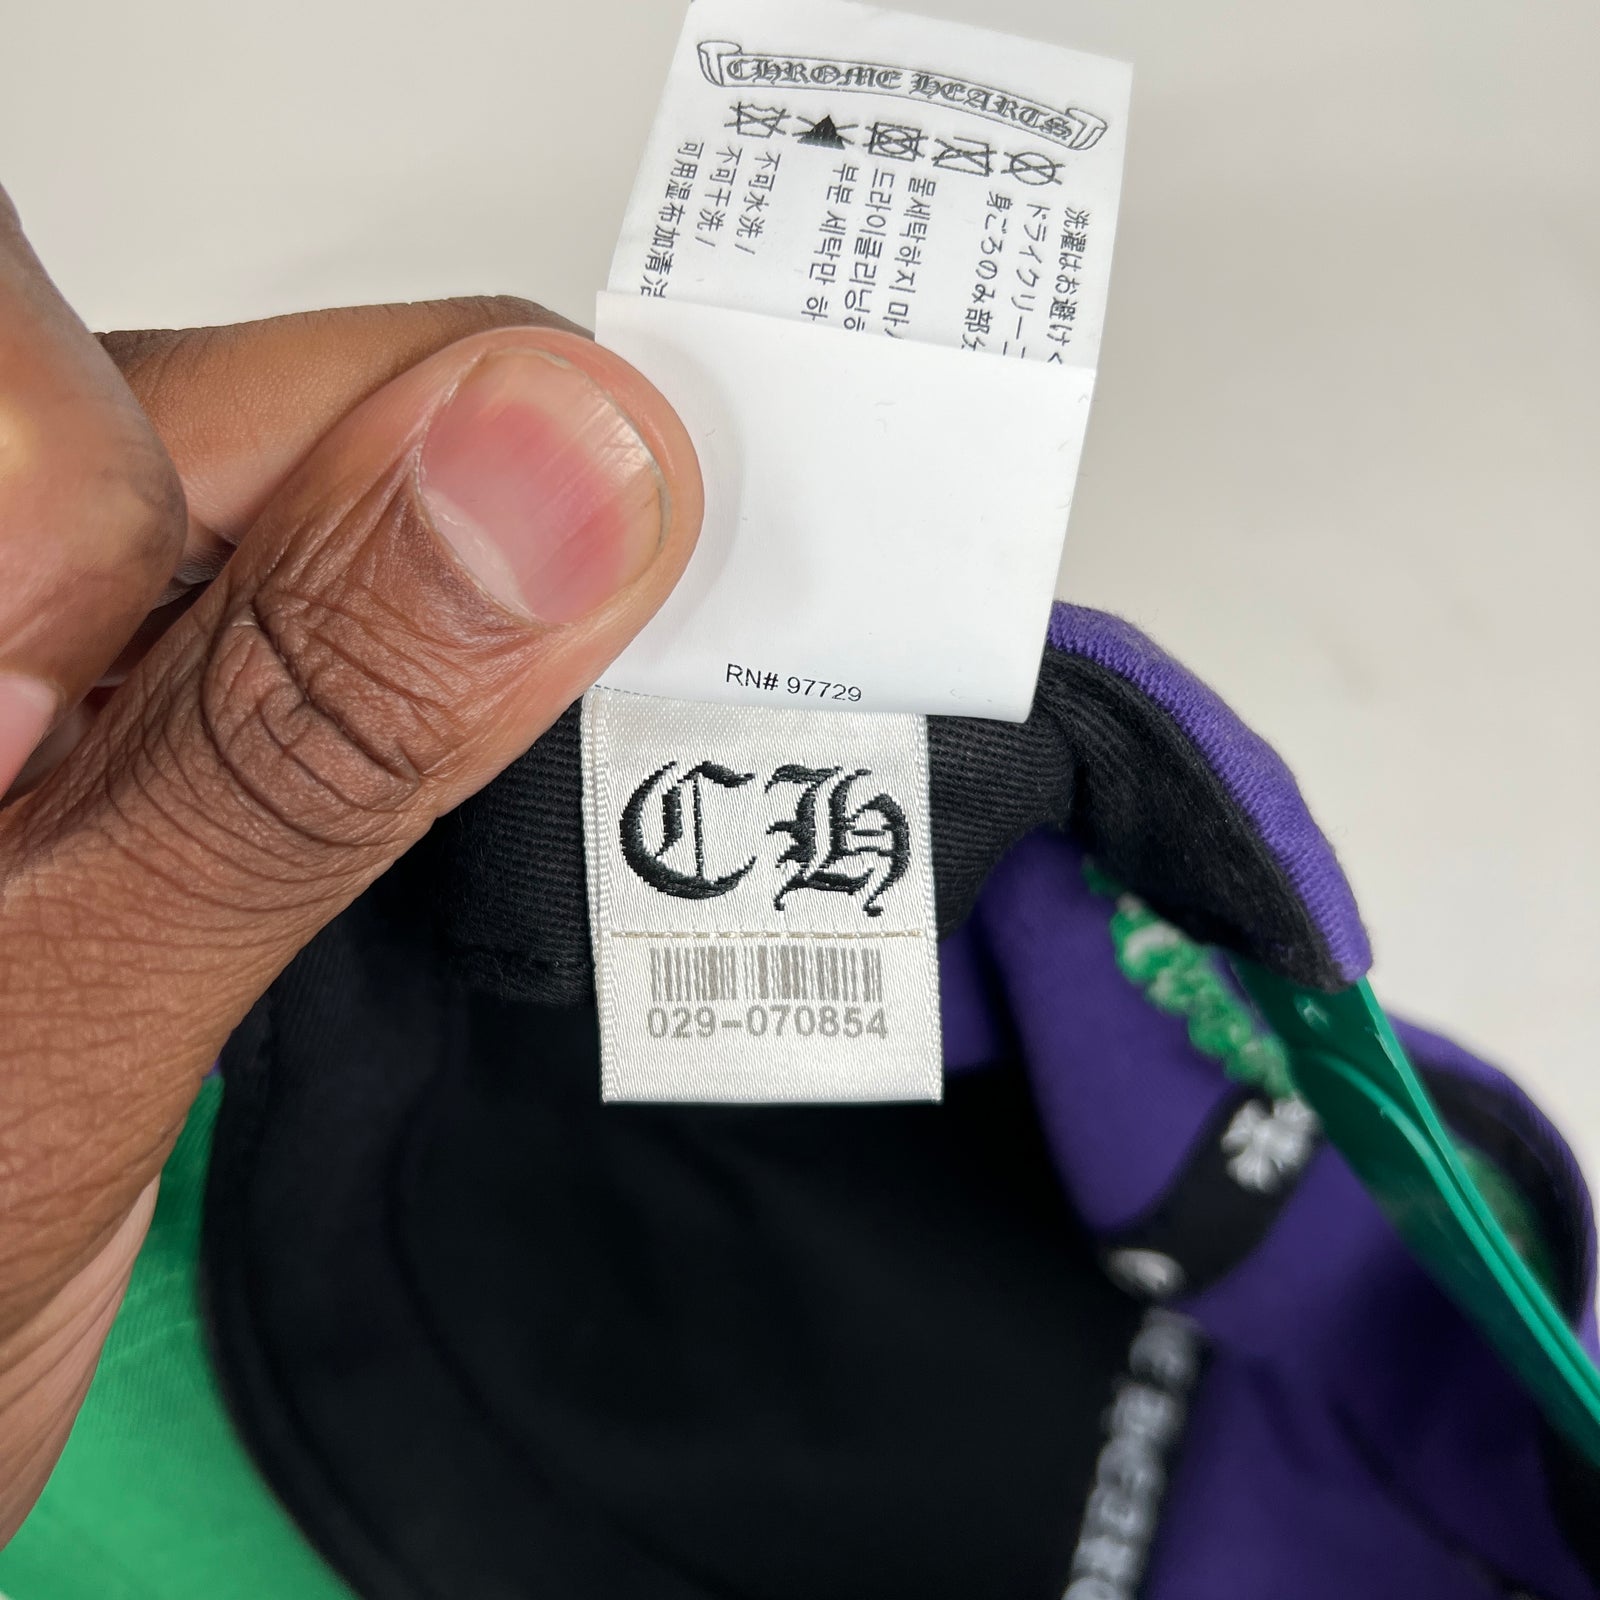 CHROME HEARTS
洗濯はお避けく
ドライクリーニ
身ごろのみ部分
물세탁하지 마
드라이클리닝
부분 세탁만 하
不可水洗/
不可干洗/
可用湿布加清洁
RN# 97729
CH
029-070854